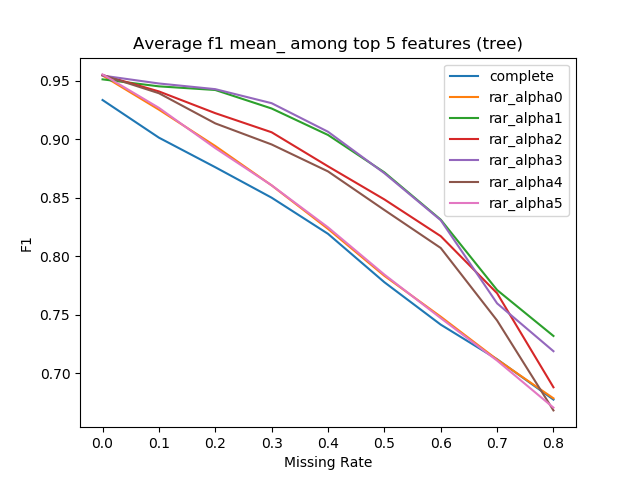 Average f1 mean_ among top 5 features (tree)
complete
rar_alpha0
rar_alpha1
rar_alpha2
rar_alpha3
rar_alpha4
rar_alpha5
0.95
0.90
0.85
0.80
0.75
0.70
F1
0.0 0.1 0.2 0.3 0.4 0.5 0.6 0.7 0.8
Missing Rate